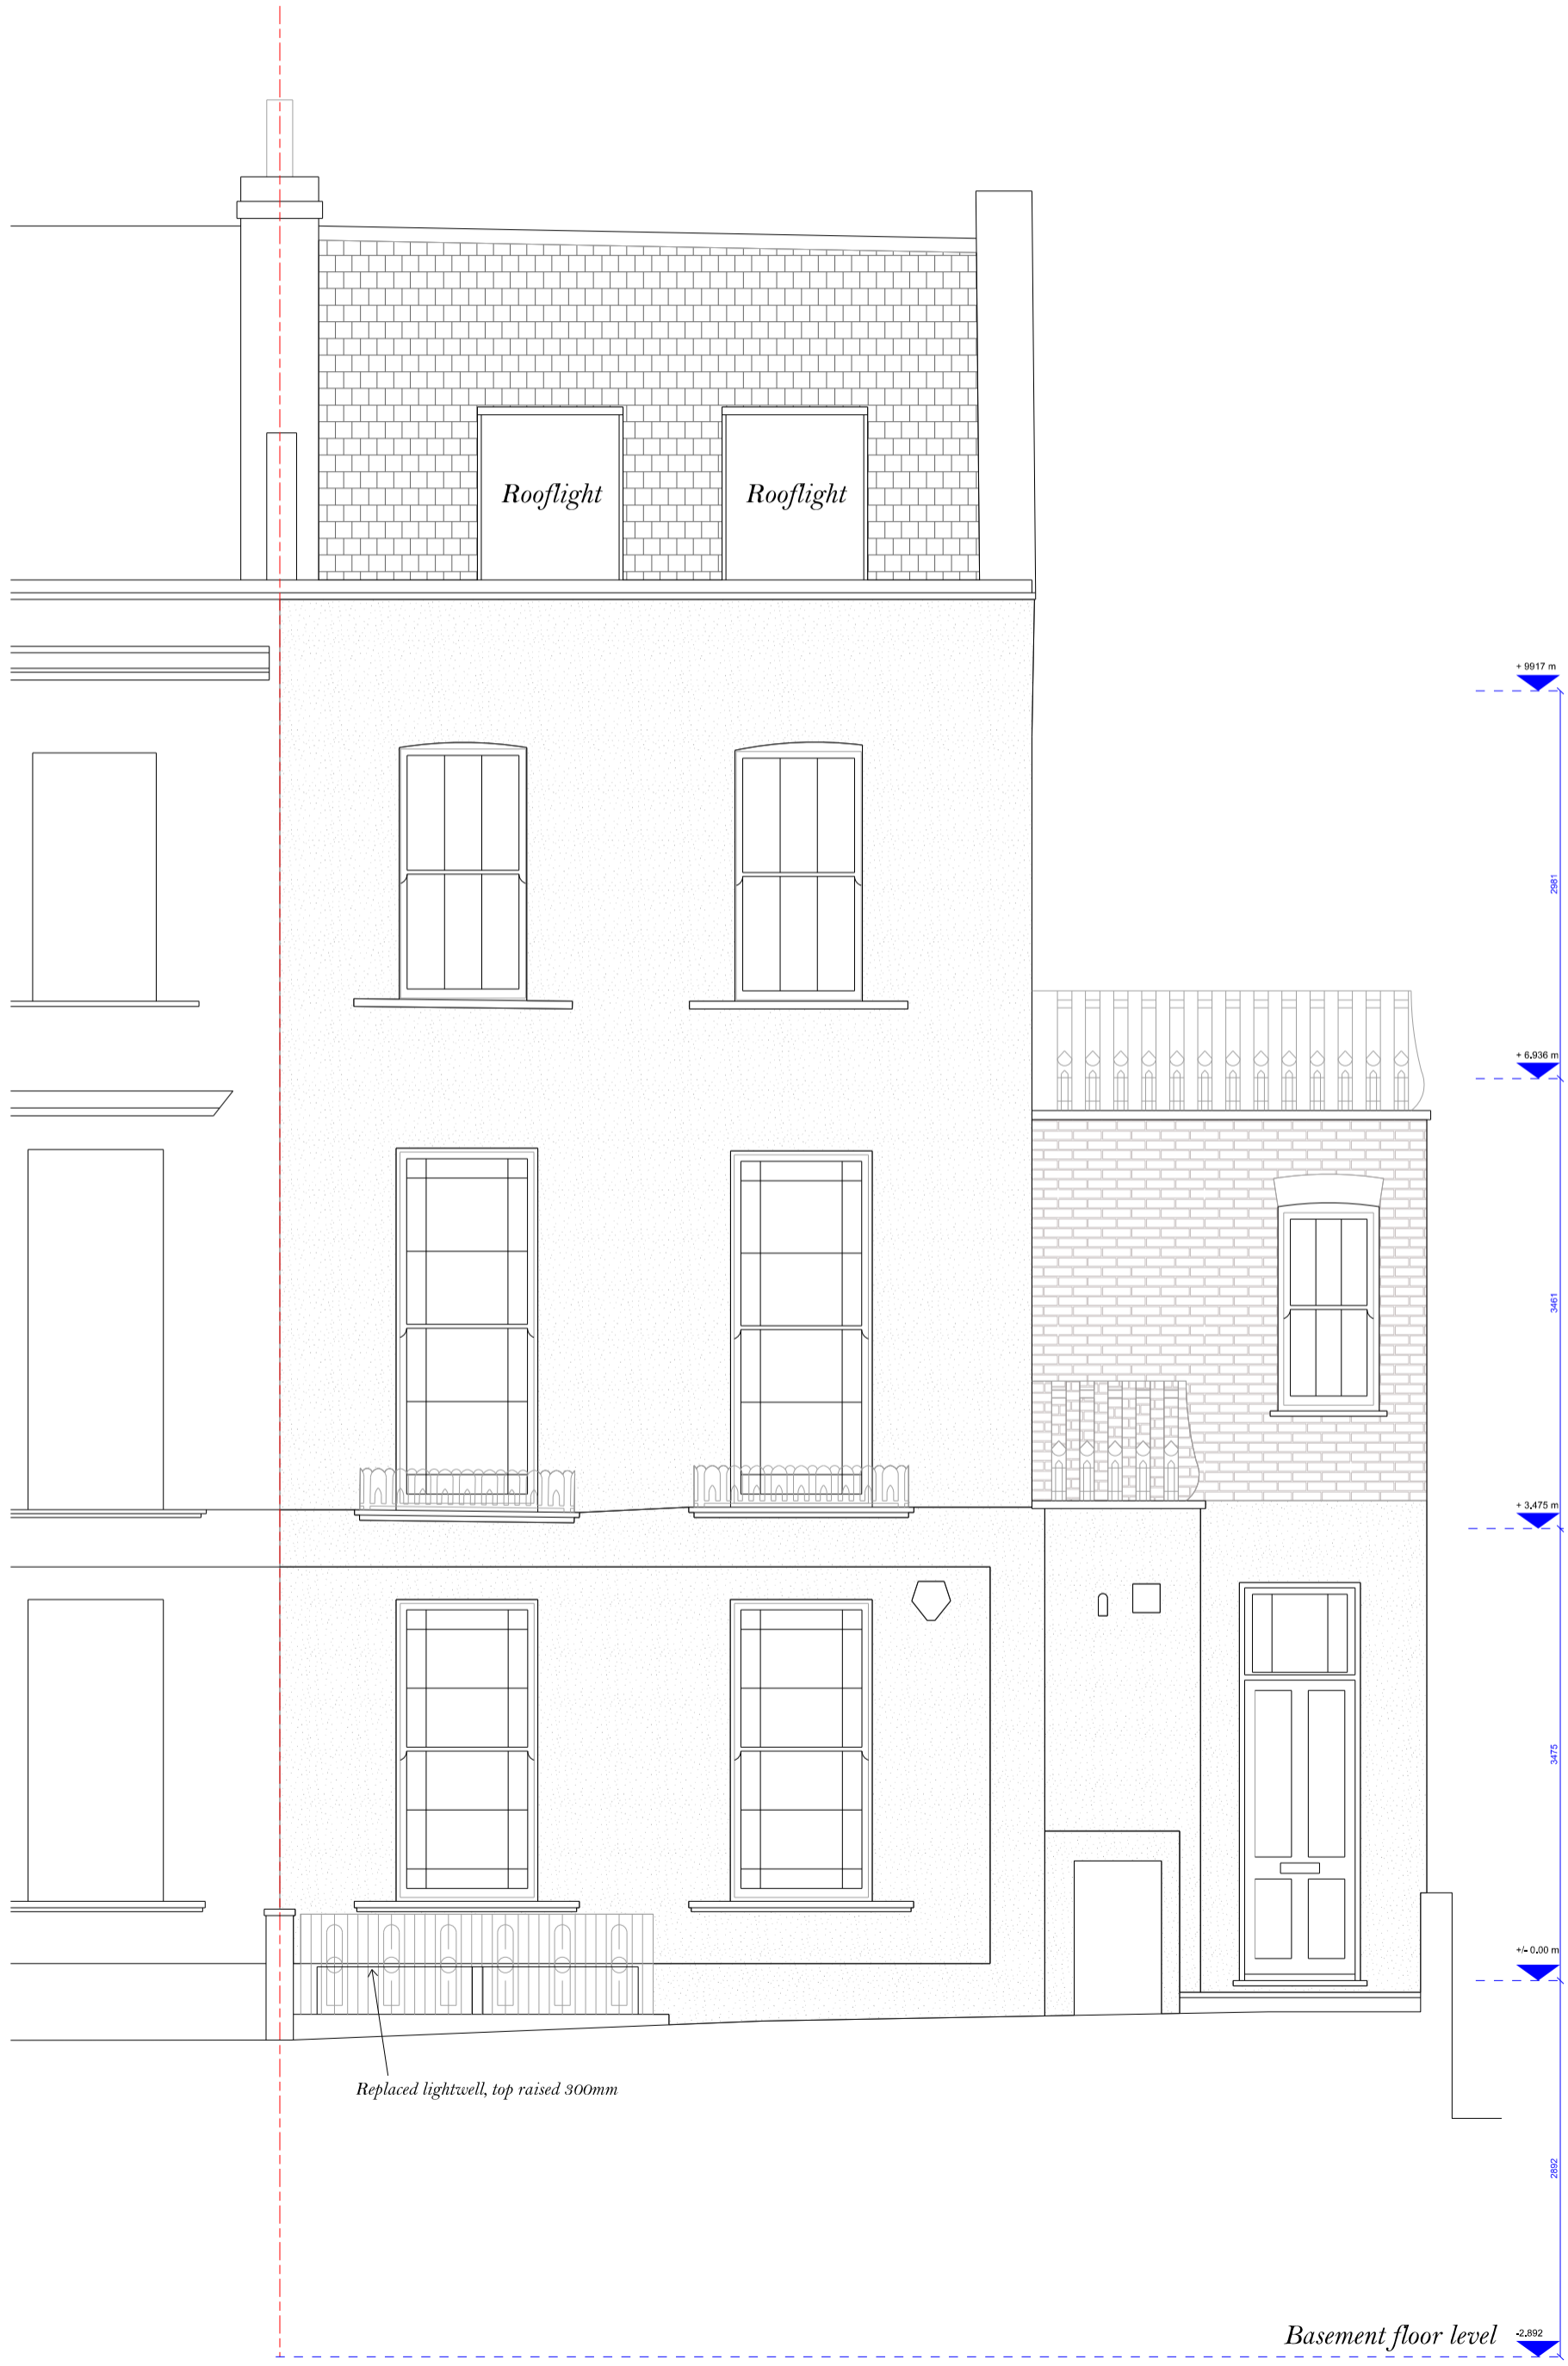 Rooflight
Rooflight
+ 9917 m
2981
+ 6.936 m
3461
+ 3.475 m
3475
+/- 0.00 m
Replaced lightwell, top raised 300mm
2892
Basement floor level
-2.892